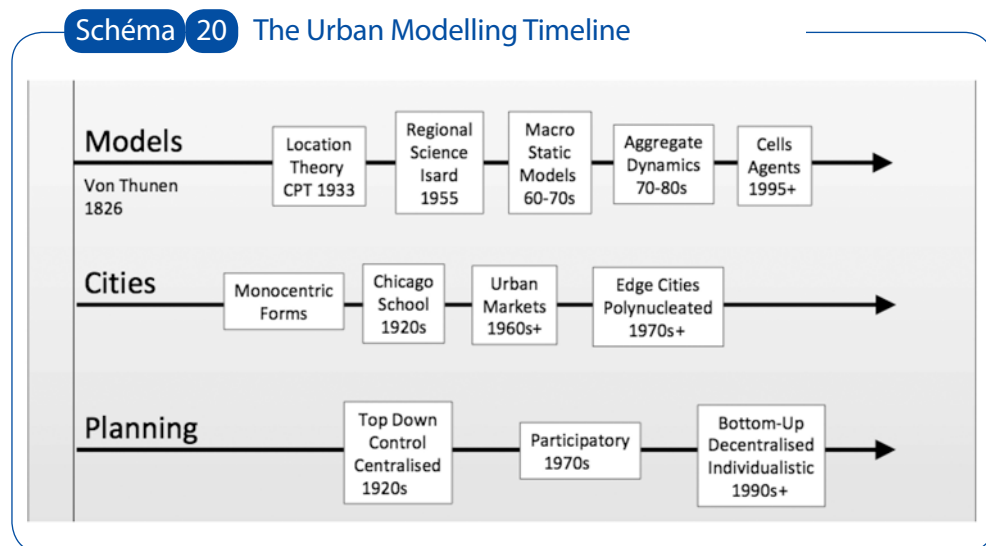 Schéma 20 The Urban Modelling Timeline
Models
Von Thunen
1826
Location
Theory
CPT 1933
Regional
Science
Isard
1955
Macro
Static
Models
60-70s
Aggregate
Dynamics
70-80s
Cells
Agents
1995+
Cities
Monocentric
Forms
Chicago
School
1920s
Urban
Markets
1960s+
Edge Cities
Polynucleated
1970s+
Planning
Top Down
Control
Centralised
1920s
Participatory
1970s
Bottom-Up
Decentralised
Individualistic
1990s+